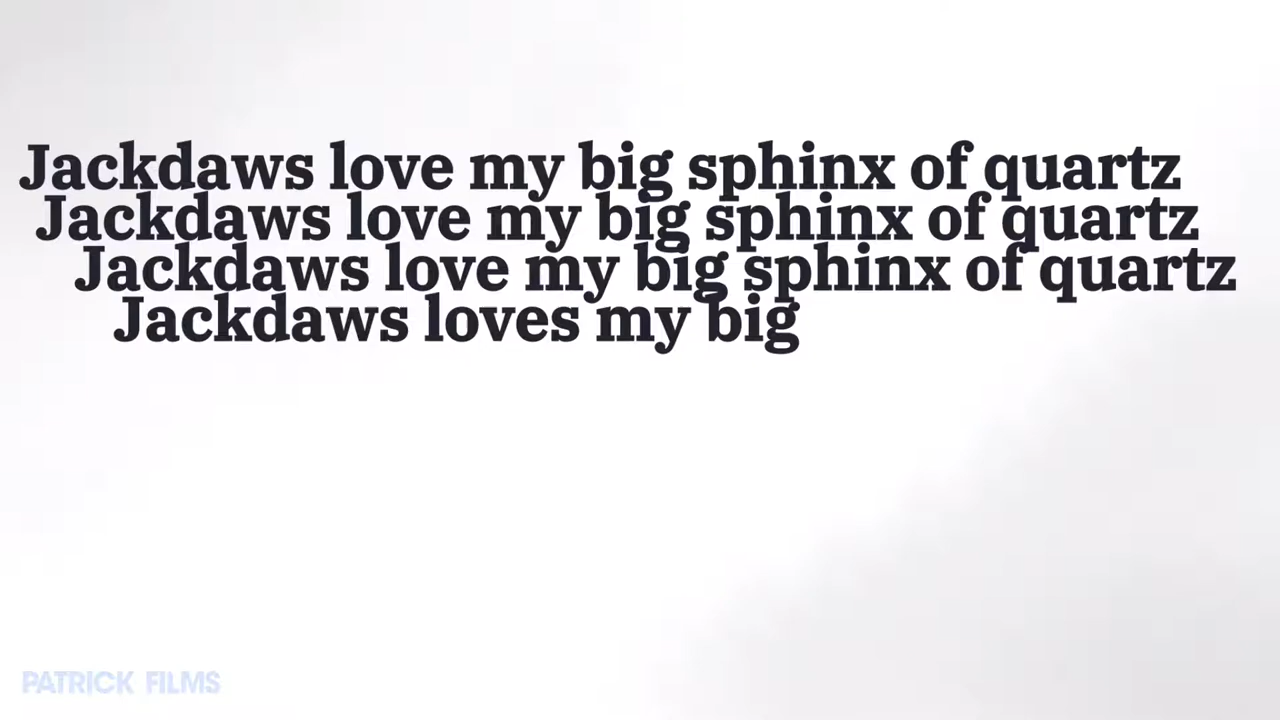 Jackdaws love my big sphinx of quartz
Jackdaws love my big sphinx of quartz
Jackdaws love my big sphinx of quartz
Jackdaws loves my big
PATRICK FILMS